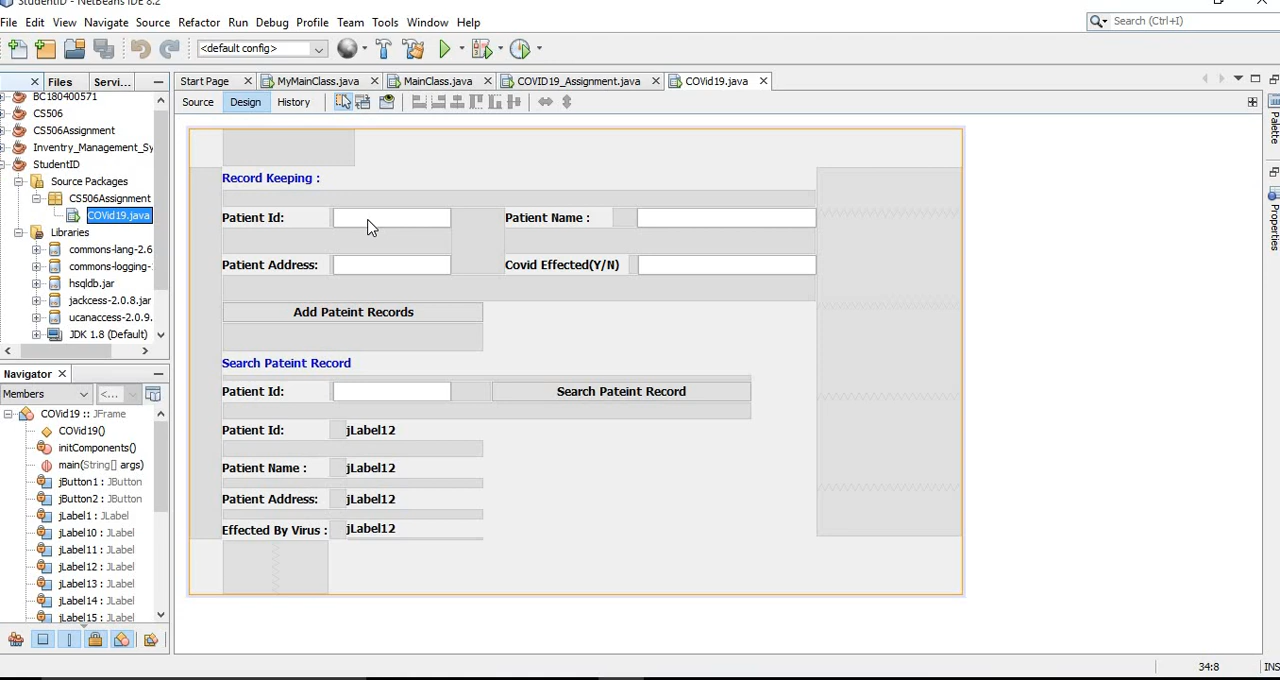 StudentID - NetBeans IDE 8.2
File Edit View Navigate Source Refactor Run Debug Profile Team Tools Window Help
Search (Ctrl+I)
<default config>
Files Servi...
Start Page MyMainClass.java MainClass.java COVID19_Assignment.java COVid19.java
Source Design History
BC180400571
CS506
CS506Assignment
Inventry_Management_Sy
StudentID
Source Packages
CS506Assignment
COVid19.java
Libraries
commons-lang-2.6
commons-logging-
hsqldb.jar
jackcess-2.0.8.jar
ucanaccess-2.0.9.
JDK 1.8 (Default)
Navigator
Members <...
COVid19 :: JFrame
COVid19()
initComponents()
main(String[] args)
jButton1 : JButton
jButton2 : JButton
jLabel1 : JLabel
jLabel10 : JLabel
jLabel11 : JLabel
jLabel12 : JLabel
jLabel13 : JLabel
jLabel14 : JLabel
jLabel15 : JLabel
Record Keeping :
Patient Id: Patient Name :
Patient Address: Covid Effected(Y/N)
Add Pateint Records
Search Pateint Record
Patient Id: Search Pateint Record
Patient Id: jLabel12
Patient Name : jLabel12
Patient Address: jLabel12
Effected By Virus : jLabel12
Palette
Properties
34:8 INS